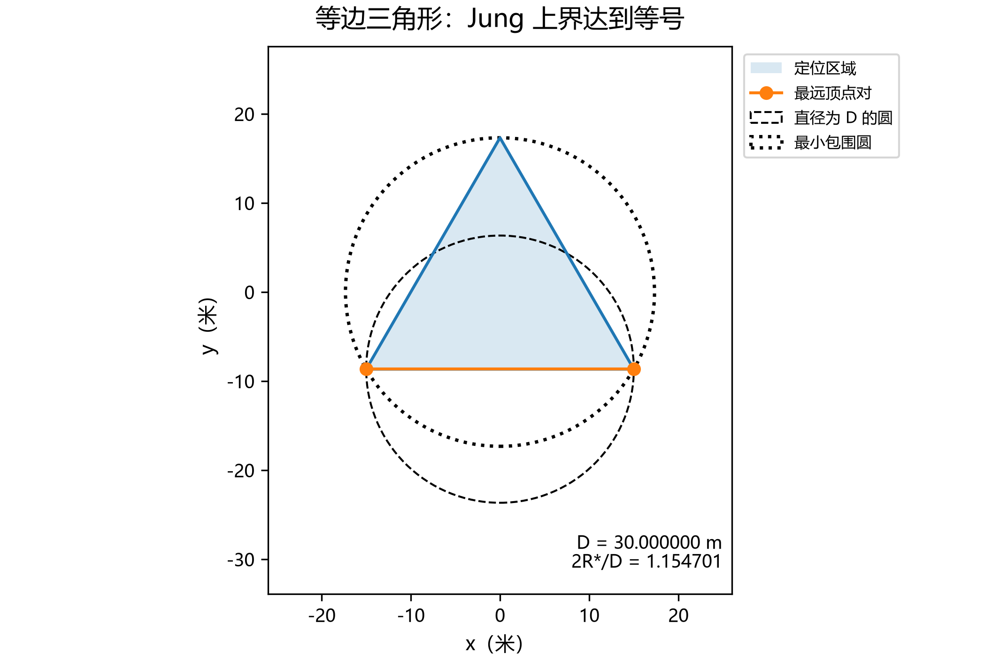 等边三角形：Jung 上界达到等号
定位区域
最远顶点对
直径为 D 的圆
最小包围圆
20
10
0
-10
-20
-30
y（米）
D = 30.000000 m
2R*/D = 1.154701
-20
-10
0
10
20
x（米）